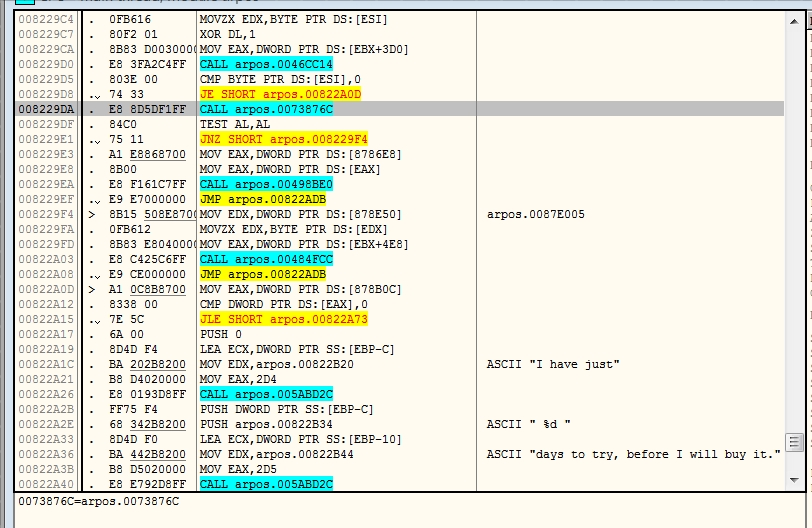 008229C4 . 0FB616 MOVZX EDX,BYTE PTR DS:[ESI]
008229C7 . 80F2 01 XOR DL,1
008229CA . 8B83 D0030000 MOV EAX,DWORD PTR DS:[EBX+3D0]
008229D0 . E8 3FA2C4FF CALL arpos.0046CC14
008229D5 . 803E 00 CMP BYTE PTR DS:[ESI],0
008229D8 .v 74 33 JE SHORT arpos.00822A0D
008229DA . E8 8D5DF1FF CALL arpos.0073876C
008229DF . 84C0 TEST AL,AL
008229E1 .v 75 11 JNZ SHORT arpos.008229F4
008229E3 . A1 E8868700 MOV EAX,DWORD PTR DS:[8786E8]
008229E8 . 8B00 MOV EAX,DWORD PTR DS:[EAX]
008229EA . E8 F161C7FF CALL arpos.00498BE0
008229EF .v E9 E7000000 JMP arpos.00822ADB
008229F4 > 8B15 508E8700 MOV EDX,DWORD PTR DS:[878E50] arpos.0087E005
008229FA . 0FB612 MOVZX EDX,BYTE PTR DS:[EDX]
008229FD . 8B83 E8040000 MOV EAX,DWORD PTR DS:[EBX+4E8]
00822A03 . E8 C425C6FF CALL arpos.00484FCC
00822A08 .v E9 CE000000 JMP arpos.00822ADB
00822A0D > A1 0C8B8700 MOV EAX,DWORD PTR DS:[878B0C]
00822A12 . 8338 00 CMP DWORD PTR DS:[EAX],0
00822A15 .v 7E 5C JLE SHORT arpos.00822A73
00822A17 . 6A 00 PUSH 0
00822A19 . 8D4D F4 LEA ECX,DWORD PTR SS:[EBP-C]
00822A1C . BA 202B8200 MOV EDX,arpos.00822B20 ASCII "I have just"
00822A21 . B8 D4020000 MOV EAX,2D4
00822A26 . E8 0193D8FF CALL arpos.005ABD2C
00822A2B . FF75 F4 PUSH DWORD PTR SS:[EBP-C]
00822A2E . 68 342B8200 PUSH arpos.00822B34 ASCII " %d "
00822A33 . 8D4D F0 LEA ECX,DWORD PTR SS:[EBP-10]
00822A36 . BA 442B8200 MOV EDX,arpos.00822B44 ASCII "days to try, before I will buy it."
00822A3B . B8 D5020000 MOV EAX,2D5
00822A40 . E8 E792D8FF CALL arpos.005ABD2C
0073876C=arpos.0073876C